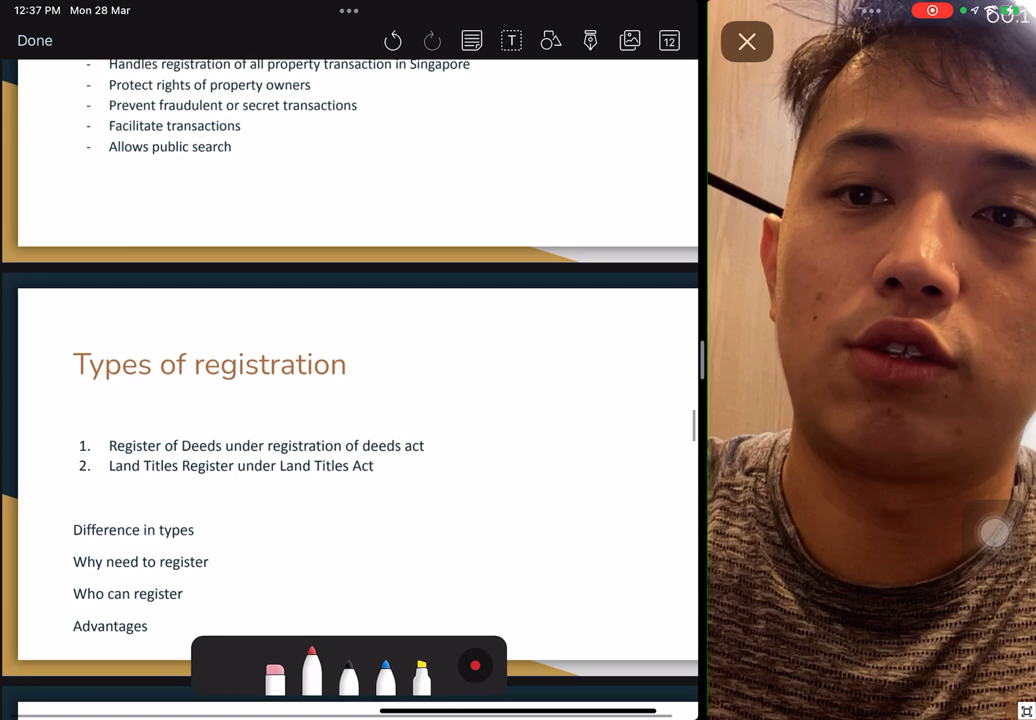 12:37 PM Mon 28 Mar
Done
12
Handles registration of all property transaction in Singapore
- Protect rights of property owners
- Prevent fraudulent or secret transactions
- Facilitate transactions
- Allows public search
Types of registration
1. Register of Deeds under registration of deeds act
2. Land Titles Register under Land Titles Act
Difference in types
Why need to register
Who can register
Advantages